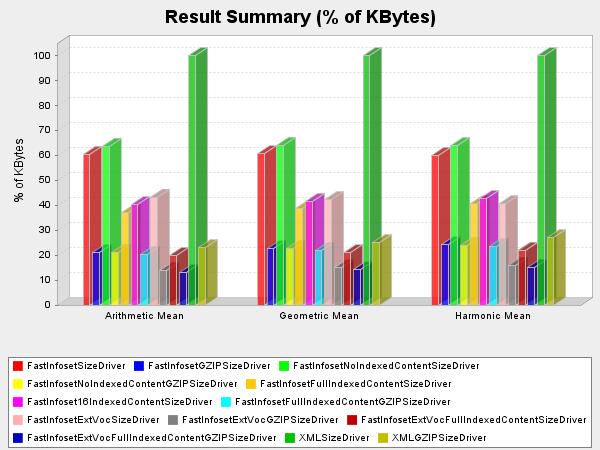 Result Summary (% of KBytes)
% of KBytes
100
90
80
70
60
50
40
30
20
10
0
Arithmetic Mean Geometric Mean Harmonic Mean
FastInfosetSizeDriver FastInfosetGZIPSizeDriver FastInfosetNoIndexedContentSizeDriver
FastInfosetNoIndexedContentGZIPSizeDriver FastInfosetFullIndexedContentSizeDriver
FastInfoset16IndexedContentSizeDriver FastInfosetFullIndexedContentGZIPSizeDriver
FastInfosetExtVocSizeDriver FastInfosetExtVocGZIPSizeDriver FastInfosetExtVocFullIndexedContentSizeDriver
FastInfosetExtVocFullIndexedContentGZIPSizeDriver XMLSizeDriver XMLGZIPSizeDriver